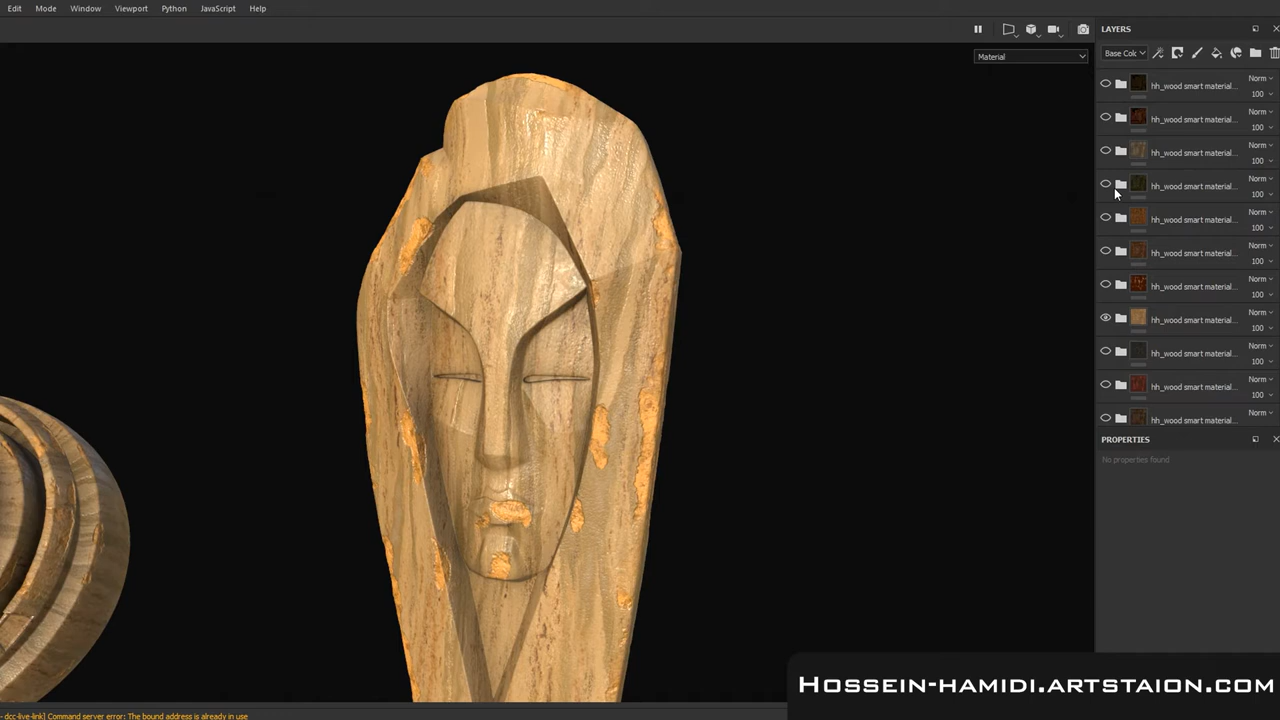 Edit Mode Window Viewport Python JavaScript Help
LAYERS
Material
Base Colc
hh_wood smart material... Norm
100
hh_wood smart material... Norm
100
hh_wood smart material... Norm
100
hh_wood smart material... Norm
100
hh_wood smart material... Norm
100
hh_wood smart material... Norm
100
hh_wood smart material... Norm
100
hh_wood smart material... Norm
100
hh_wood smart material... Norm
100
hh_wood smart material... Norm
100
hh_wood smart material... Norm
PROPERTIES
No properties found
HOSSEIN-HAMIDI.ARTSTAION.COM
- dcc-live-link] Command server error: The bound address is already in use